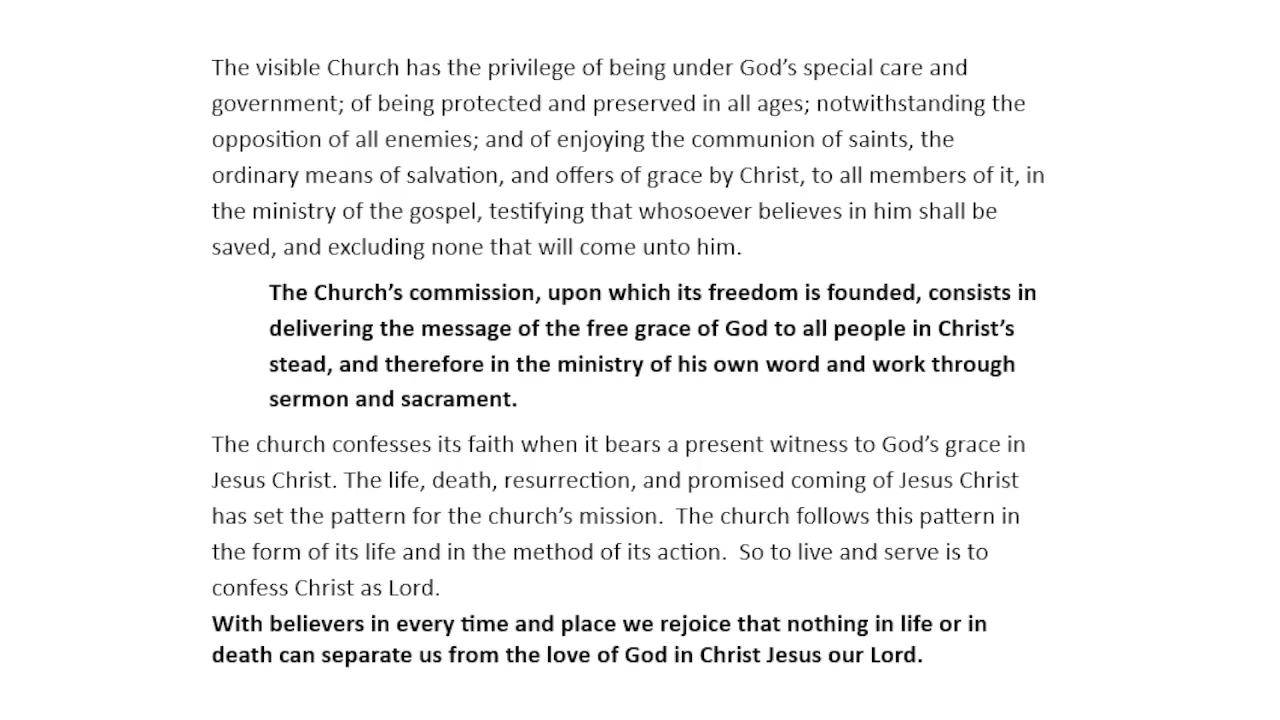 The visible Church has the privilege of being under God’s special care and
government; of being protected and preserved in all ages; notwithstanding the
opposition of all enemies; and of enjoying the communion of saints, the
ordinary means of salvation, and offers of grace by Christ, to all members of it, in
the ministry of the gospel, testifying that whosoever believes in him shall be
saved, and excluding none that will come unto him.
The Church’s commission, upon which its freedom is founded, consists in
delivering the message of the free grace of God to all people in Christ’s
stead, and therefore in the ministry of his own word and work through
sermon and sacrament.
The church confesses its faith when it bears a present witness to God’s grace in
Jesus Christ. The life, death, resurrection, and promised coming of Jesus Christ
has set the pattern for the church’s mission.  The church follows this pattern in
the form of its life and in the method of its action.  So to live and serve is to
confess Christ as Lord.
With believers in every time and place we rejoice that nothing in life or in
death can separate us from the love of God in Christ Jesus our Lord.